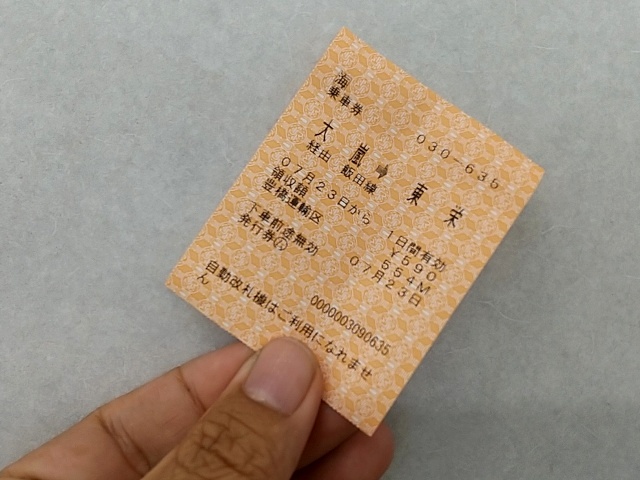 海
乗車券
030-635
大嵐➡東栄
経由 飯田線
07月23日から 1日間有効
領収額 ¥590
豊橋運輸区 554M
07月23日
下車前途無効
発行券
0000003090635
自動改札機はご利用になれませ
ん